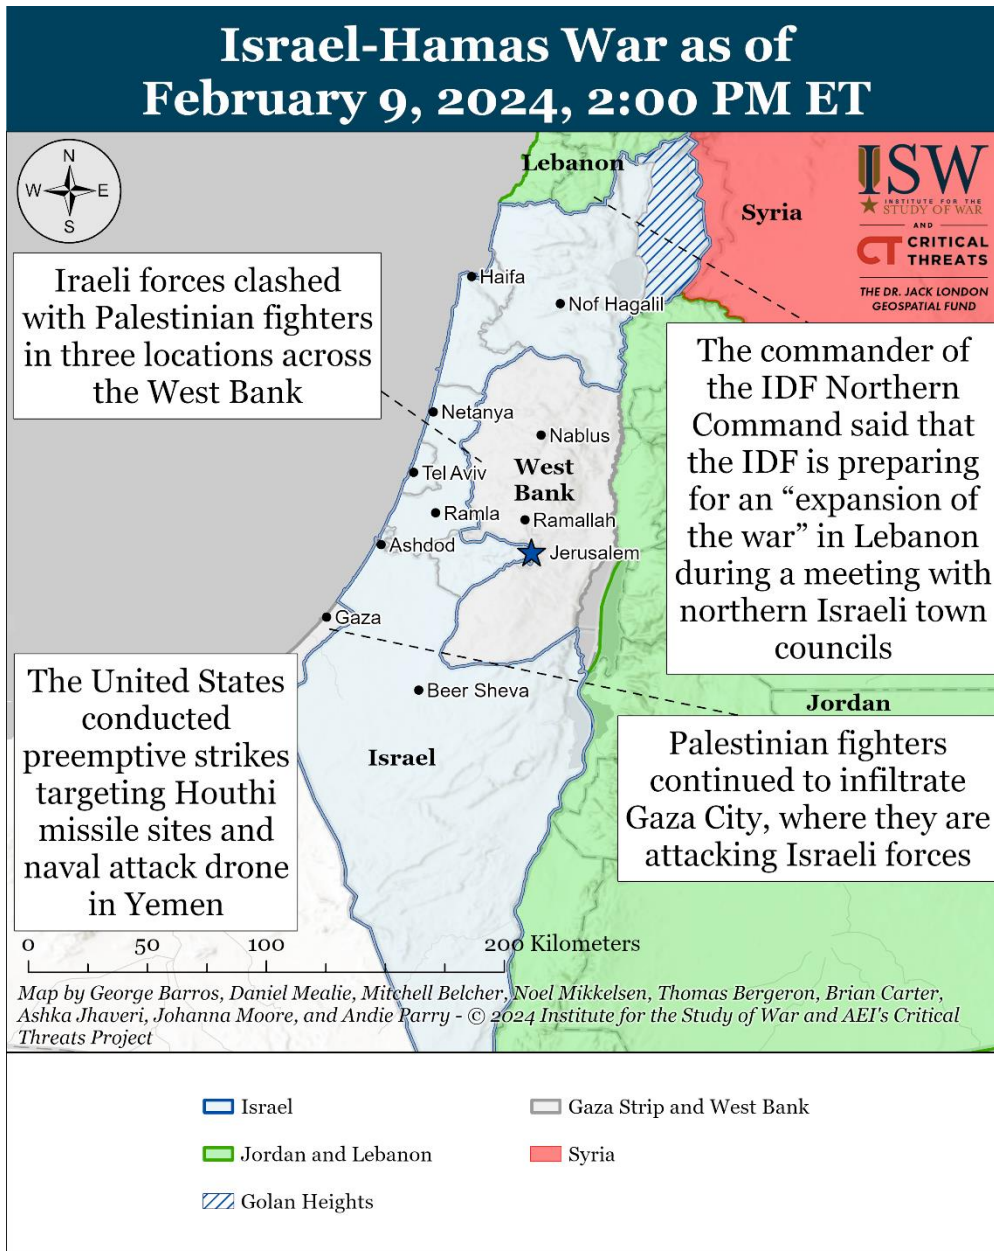 Israel-Hamas War as of
February 9, 2024, 2:00 PM ET
N
W
E
S
Lebanon
Syria
ISW
INSTITUTE FOR THE
STUDY OF WAR
AND
CT CRITICAL
THREATS
THE DR. JACK LONDON
GEOSPATIAL FUND
Iraeli forces clashed
with Palestinian fighters
in three locations across
the West Bank
Haifa
Nof Hagalil
The commander of
the IDF Northern
Command said that
the IDF is preparing
for an “expansion of
the war” in Lebanon
during a meeting with
northern Israeli town
councils
Netanya
Nablus
Tel Aviv
West
Bank
Ramla
Ramallah
Ashdod
Jerusalem
Gaza
Beer Sheva
Jordan
Israel
The United States
conducted
preemptive strikes
targeting Houthi
missile sites and
naval attack drone
in Yemen
Palestinian fighters
continued to infiltrate
Gaza City, where they are
attacking Israeli forces
0 50 100 200 Kilometers
Map by George Barros, Daniel Mealie, Mitchell Belcher, Noel Mikkelsen, Thomas Bergeron, Brian Carter,
Ashka Jhaveri, Johanna Moore, and Andie Parry - © 2024 Institute for the Study of War and AEI's Critical
Threats Project
Israel
Gaza Strip and West Bank
Jordan and Lebanon
Syria
Golan Heights